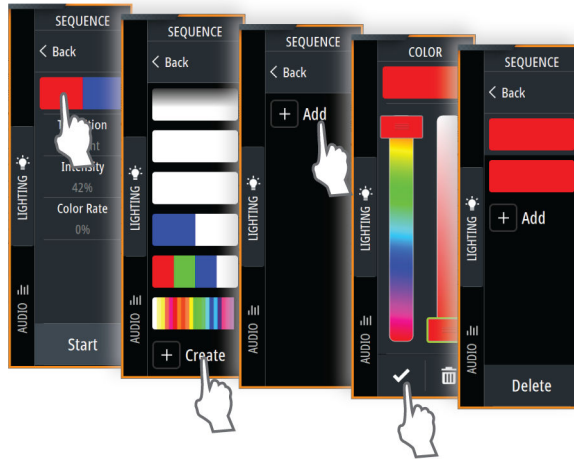 SEQUENCE
< Back
Intensity
42%
Color Rate
0%
Start
LIGHTING
AUDIO
SEQUENCE
< Back
+ Create
LIGHTING
AUDIO
SEQUENCE
< Back
+ Add
LIGHTING
AUDIO
COLOR
LIGHTING
AUDIO
SEQUENCE
< Back
+ Add
Delete
LIGHTING
AUDIO